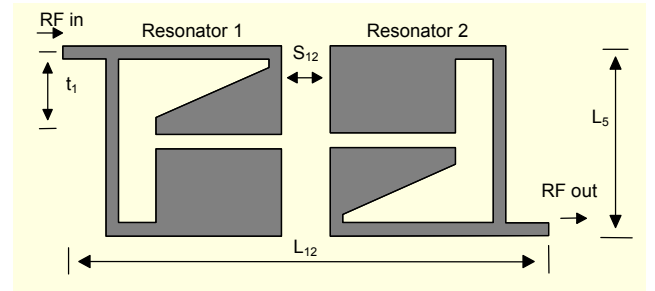 RF in
Resonator 1
Resonator 2
S12
t1
L5
RF out
L12